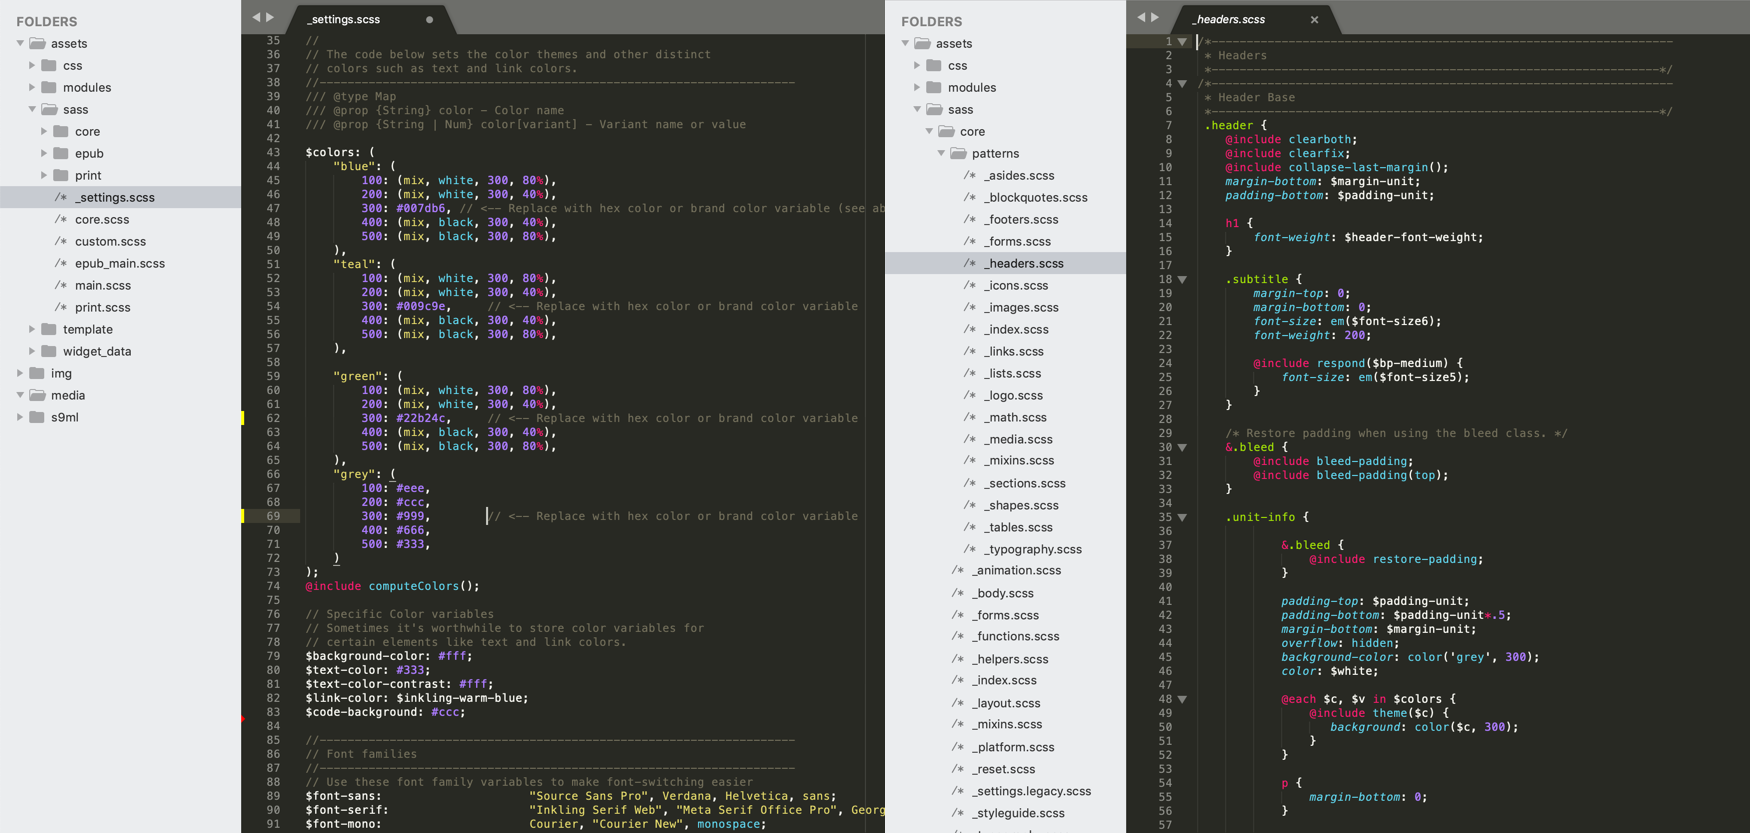 FOLDERS
assets
css
modules
sass
core
epub
print
/* _settings.scss
/* core.scss
/* custom.scss
/* epub_main.scss
/* main.scss
/* print.scss
template
widget_data
img
media
s9ml
_settings.scss
35 //
36 // The code below sets the color themes and other distinct
37 // colors such as text and link colors.
38 //--------------------------------------------------------------------
39 /// @type Map
40 /// @prop {String} color - Color name
41 /// @prop {String | Num} color[variant] - Variant name or value
42
43 $colors: (
44 "blue": (
45 100: (mix, white, 300, 80%),
46 200: (mix, white, 300, 40%),
47 300: #007db6, // <-- Replace with hex color or brand color variable (see ab
48 400: (mix, black, 300, 40%),
49 500: (mix, black, 300, 80%),
50 ),
51 "teal": (
52 100: (mix, white, 300, 80%),
53 200: (mix, white, 300, 40%),
54 300: #009c9e, // <-- Replace with hex color or brand color variable
55 400: (mix, black, 300, 40%),
56 500: (mix, black, 300, 80%),
57 ),
58
59 "green": (
60 100: (mix, white, 300, 80%),
61 200: (mix, white, 300, 40%),
62 300: #22b24c, // <-- Replace with hex color or brand color variable
63 400: (mix, black, 300, 40%),
64 500: (mix, black, 300, 80%),
65 ),
66 "grey": (
67 100: #eee,
68 200: #ccc,
69 300: #999, // <-- Replace with hex color or brand color variable
70 400: #666,
71 500: #333,
72 )
73 );
74 @include computeColors();
75
76 // Specific Color variables
77 // Sometimes it's worthwhile to store color variables for
78 // certain elements like text and link colors.
79 $background-color: #fff;
80 $text-color: #333;
81 $text-color-contrast: #fff;
82 $link-color: $inkling-warm-blue;
83 $code-background: #ccc;
84
85 //--------------------------------------------------------------------
86 // Font families
87 //--------------------------------------------------------------------
88 // Use these font family variables to make font-switching easier
89 $font-sans: "Source Sans Pro", Verdana, Helvetica, sans;
90 $font-serif: "Inkling Serif Web", "Meta Serif Office Pro", Georg
91 $font-mono: Courier, "Courier New", monospace;
FOLDERS
assets
css
modules
sass
core
patterns
/* _asides.scss
/* _blockquotes.scss
/* _footers.scss
/* _forms.scss
/* _headers.scss
/* _icons.scss
/* _images.scss
/* _index.scss
/* _links.scss
/* _lists.scss
/* _logo.scss
/* _math.scss
/* _media.scss
/* _mixins.scss
/* _sections.scss
/* _shapes.scss
/* _tables.scss
/* _typography.scss
/* _animation.scss
/* _body.scss
/* _forms.scss
/* _functions.scss
/* _helpers.scss
/* _index.scss
/* _layout.scss
/* _mixins.scss
/* _platform.scss
/* _reset.scss
/* _settings.legacy.scss
/* _styleguide.scss
_headers.scss ×
1 /*----------------------------------------------------------------
2 * Headers
3 *----------------------------------------------------------------*/
4 /*----------------------------------------------------------------
5 * Header Base
6 *----------------------------------------------------------------*/
7 .header {
8 @include clearboth;
9 @include clearfix;
10 @include collapse-last-margin();
11 margin-bottom: $margin-unit;
12 padding-bottom: $padding-unit;
13
14 h1 {
15 font-weight: $header-font-weight;
16 }
17
18 .subtitle {
19 margin-top: 0;
20 margin-bottom: 0;
21 font-size: em($font-size6);
22 font-weight: 200;
23
24 @include respond($bp-medium) {
25 font-size: em($font-size5);
26 }
27 }
28
29 /* Restore padding when using the bleed class. */
30 &.bleed {
31 @include bleed-padding;
32 @include bleed-padding(top);
33 }
34
35 .unit-info {
36
37 &.bleed {
38 @include restore-padding;
39 }
40
41 padding-top: $padding-unit;
42 padding-bottom: $padding-unit*.5;
43 margin-bottom: $margin-unit;
44 overflow: hidden;
45 background-color: color('grey', 300);
46 color: $white;
47
48 @each $c, $v in $colors {
49 @include theme($c) {
50 background: color($c, 300);
51 }
52 }
53
54 p {
55 margin-bottom: 0;
56 }
57